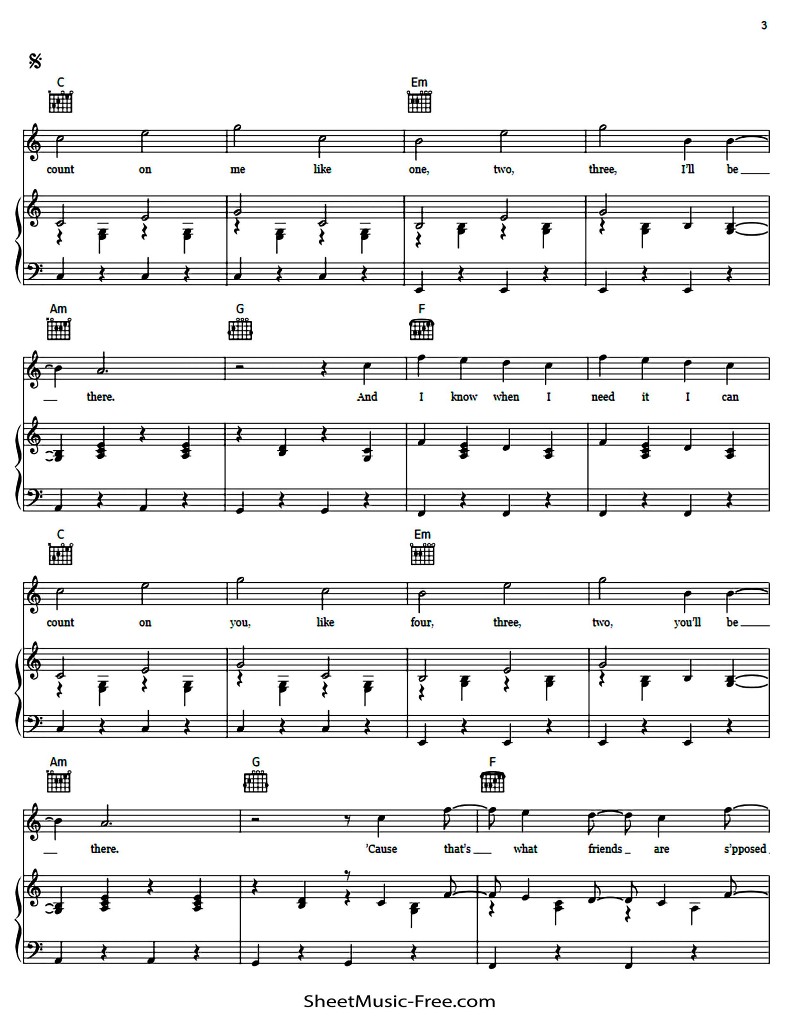 3
C Em
count on me like one, two, three, I'll be
Am G F
there. And I know when I need it I can
C Em
count on you, like four, three, two, you'll be
Am G F
there. 'Cause that's what friends are s'pposed
SheetMusic-Free.com